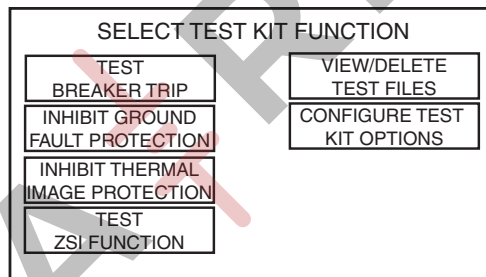 SELECT TEST KIT FUNCTION
TEST
BREAKER TRIP
INHIBIT GROUND
FAULT PROTECTION
INHIBIT THERMAL
IMAGE PROTECTION
TEST
ZSI FUNCTION
VIEW/DELETE
TEST FILES
CONFIGURE TEST
KIT OPTIONS